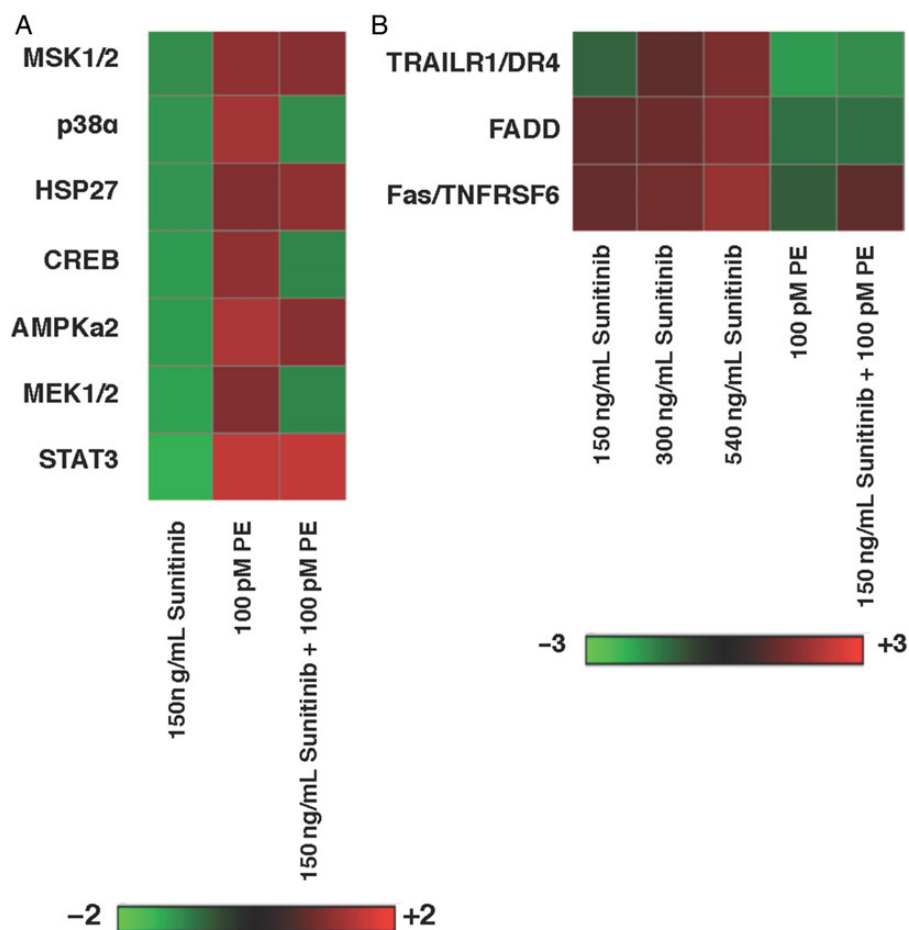 A
MSK1/2
p38α
HSP27
CREB
AMPKa2
MEK1/2
STAT3
150n g/mL Sunitinib
100 pM PE
150 ng/mL Sunitinib + 100 pM PE
−2
+2
B
TRAILR1/DR4
FADD
Fas/TNFRSF6
150 ng/mL Sunitinib
300 ng/mL Sunitinib
540 ng/mL Sunitinib
100 pM PE
150 ng/mL Sunitinib + 100 pM PE
−3
+3